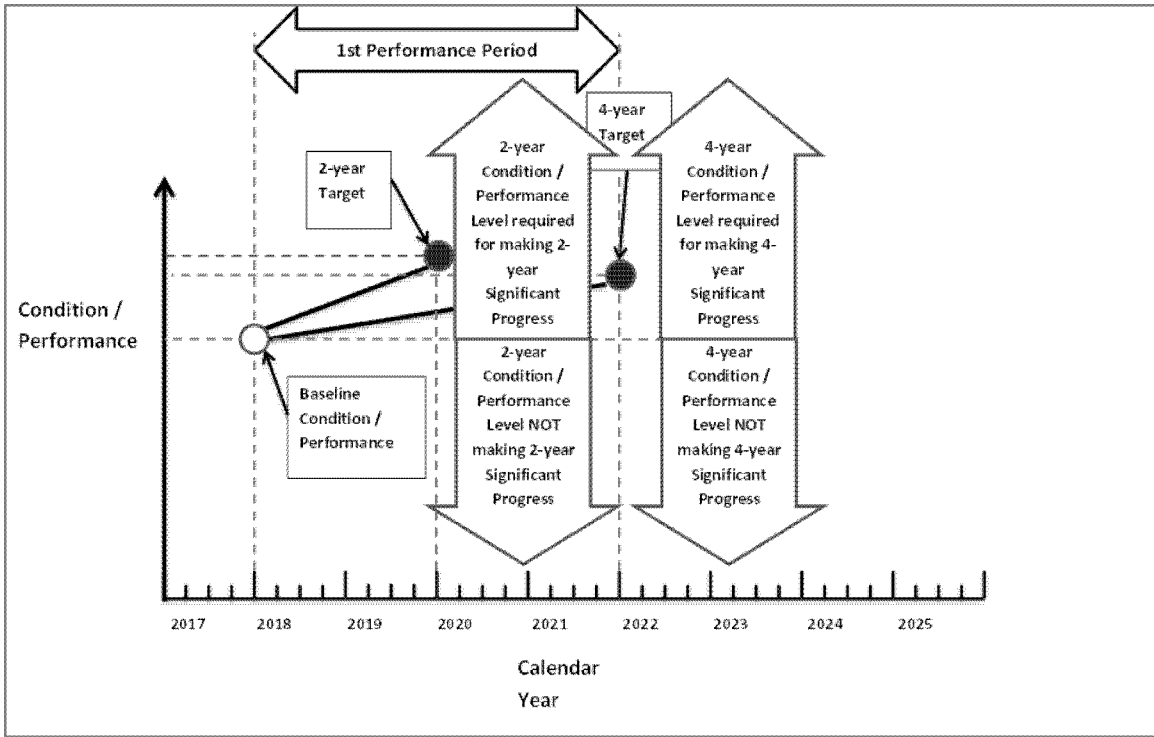 1st Performance Period
4-year
Target
2-year
Target
2-year
Condition /
Performance
Level required
for making 2-
year
Significant
Progress
4-year
Condition /
Performance
Level required
for making 4-
year
Significant
Progress
Condition /
Performance
Baseline
Condition /
Performance
2-year
Condition /
Performance
Level NOT
making 2-year
Significant
Progress
4-year
Condition /
Performance
Level NOT
making 4-year
Significant
Progress
2017 2018 2019 2020 2021 2022 2023 2024 2025
Calendar
Year